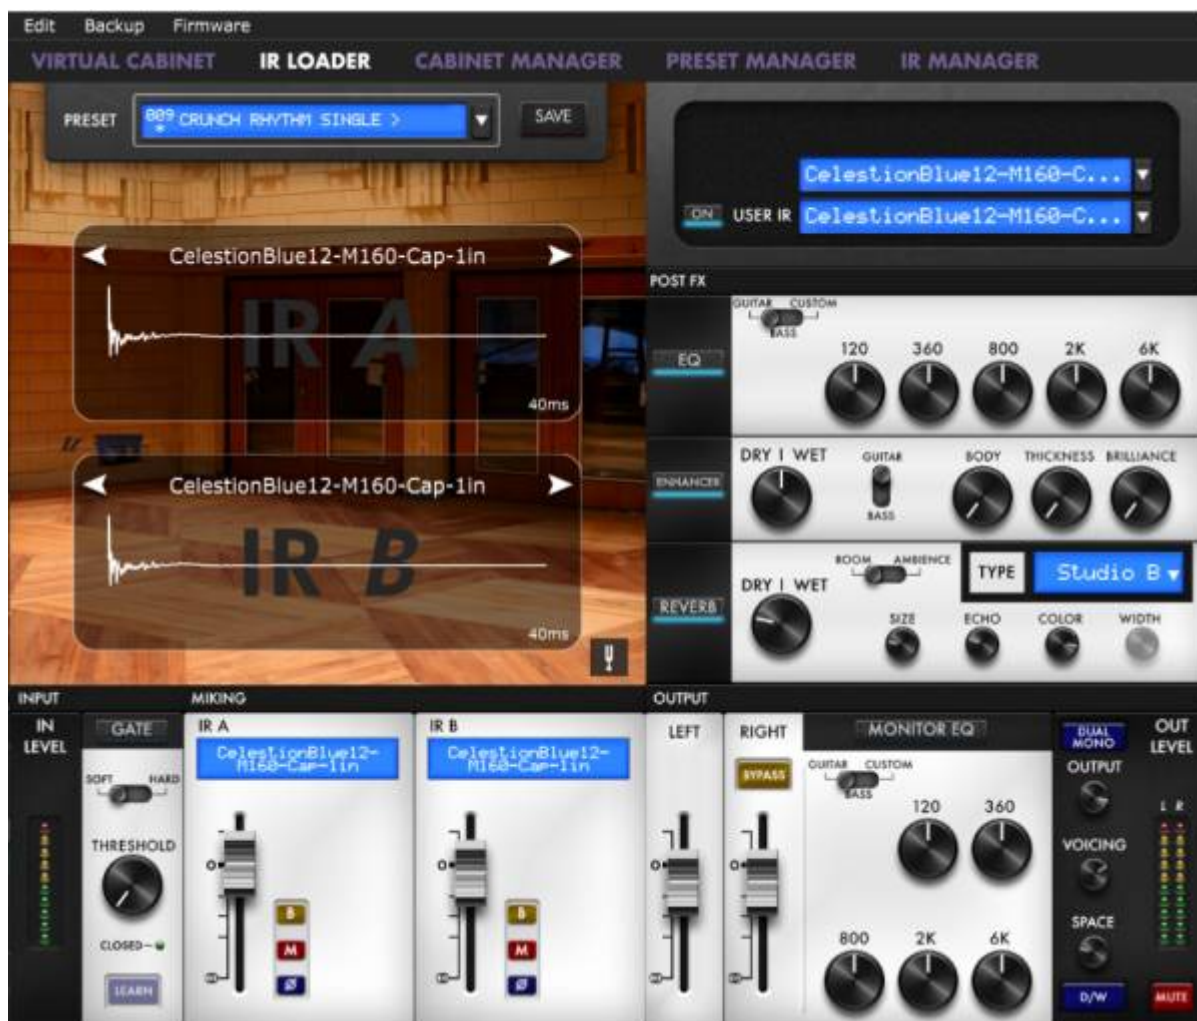 Edit Backup Firmware
VIRTUAL CABINET IR LOADER CABINET MANAGER PRESET MANAGER IR MANAGER
PRESET 009 * CRUNCH RHYTHM SINGLE > SAVE
CelestionBlue12-M160-C...
ON USER IR CelestionBlue12-M160-C...
CelestionBlue12-M160-Cap-1in
IR A
40ms
CelestionBlue12-M160-Cap-1in
IR B
40ms
POST FX
GUITAR CUSTOM
BASS
EQ
120 360 800 2K 6K
DRY | WET GUITAR BODY THICKNESS BRILLIANCE
ENHANCER
BASS
ROOM AMBIENCE TYPE Studio B
DRY | WET
REVERB
SIZE ECHO COLOR WIDTH
INPUT MIKING OUTPUT
IN LEVEL
GATE
SOFT HARD
THRESHOLD
CLOSED
LEARN
IR A
CelestionBlue12-
M160-Cap-1in
0
B
M
Ø
∞
IR B
CelestionBlue12-
M160-Cap-1in
0
B
M
Ø
∞
LEFT
0
∞
RIGHT
BYPASS
0
∞
MONITOR EQ
GUITAR CUSTOM
BASS
120 360
800 2K 6K
DUAL
MONO
OUTPUT
VOICING
SPACE
D/W
OUT
LEVEL
L R
MUTE